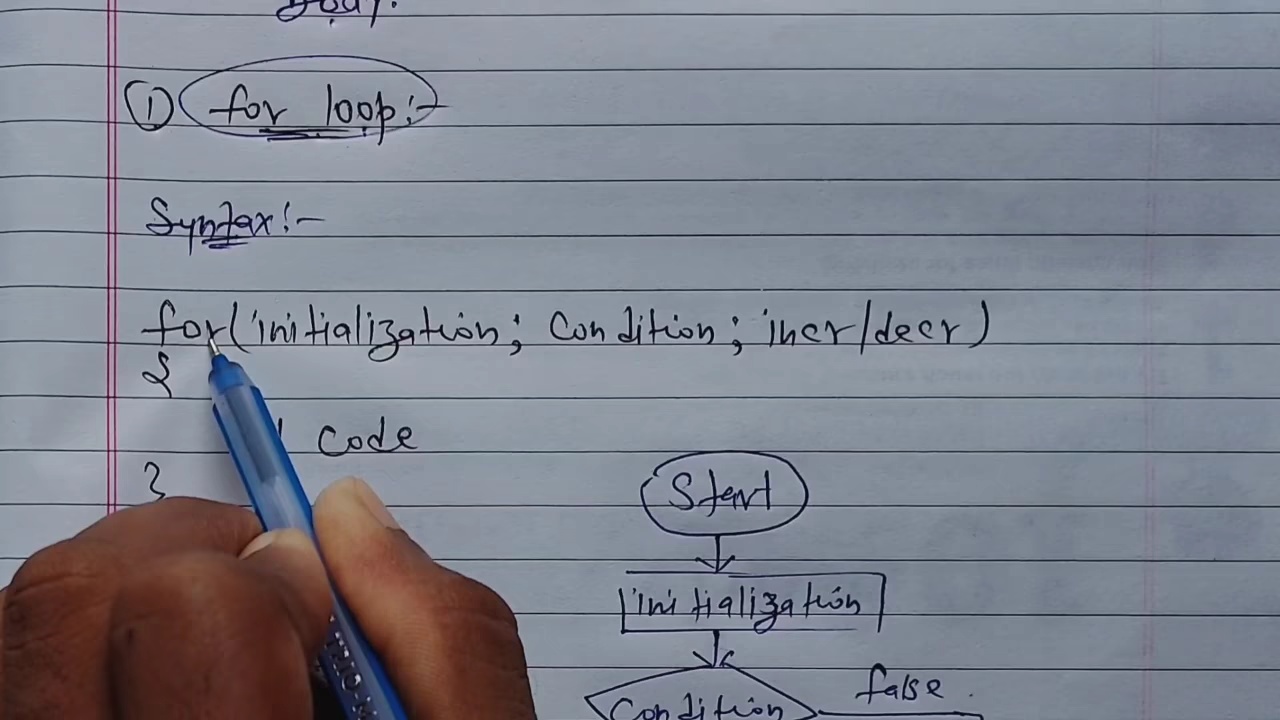 ① for loop:-
Syntax:-
for(initialization; Condition; incr/decr)
{
code
}
Start
initialization
Condition
false